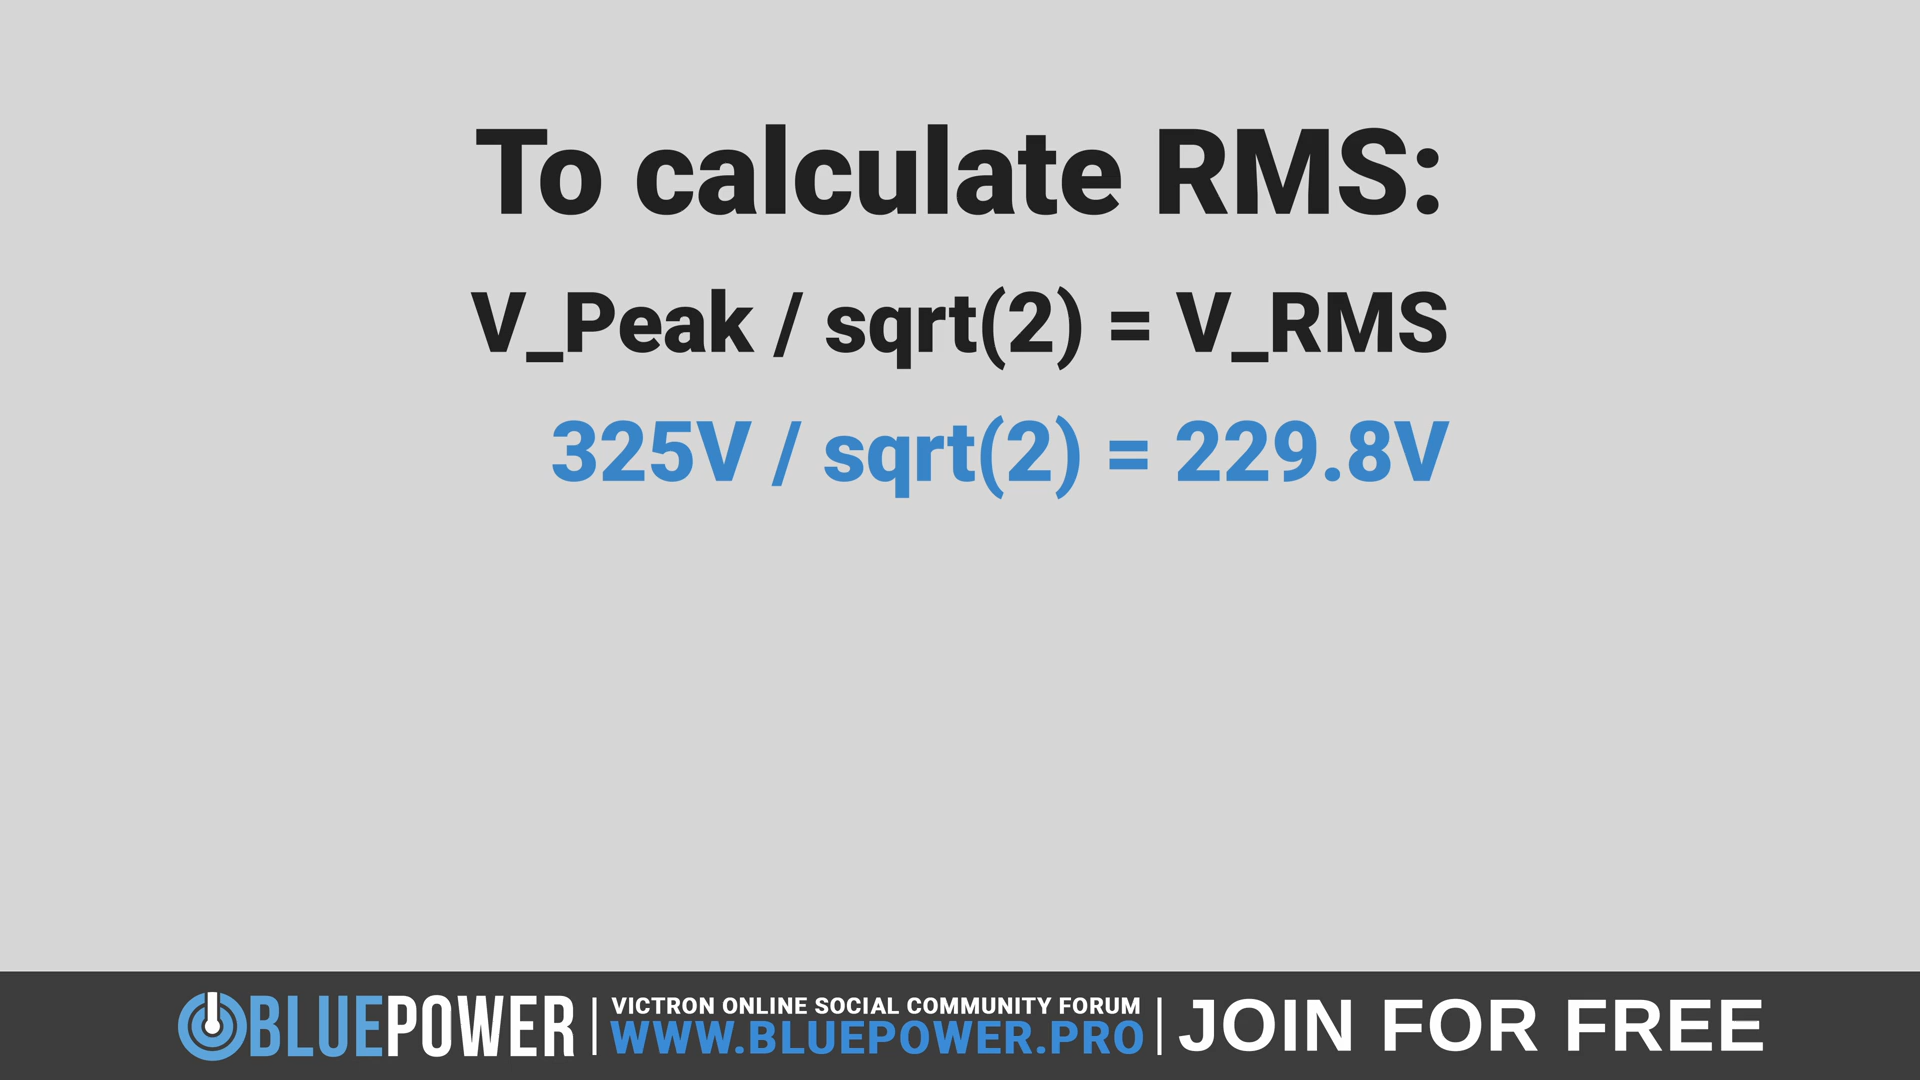 To calculate RMS:
V_Peak / sqrt(2) = V_RMS
325V / sqrt(2) = 229.8V
BLUEPOWER
VICTRON ONLINE SOCIAL COMMUNITY FORUM
WWW.BLUEPOWER.PRO
JOIN FOR FREE